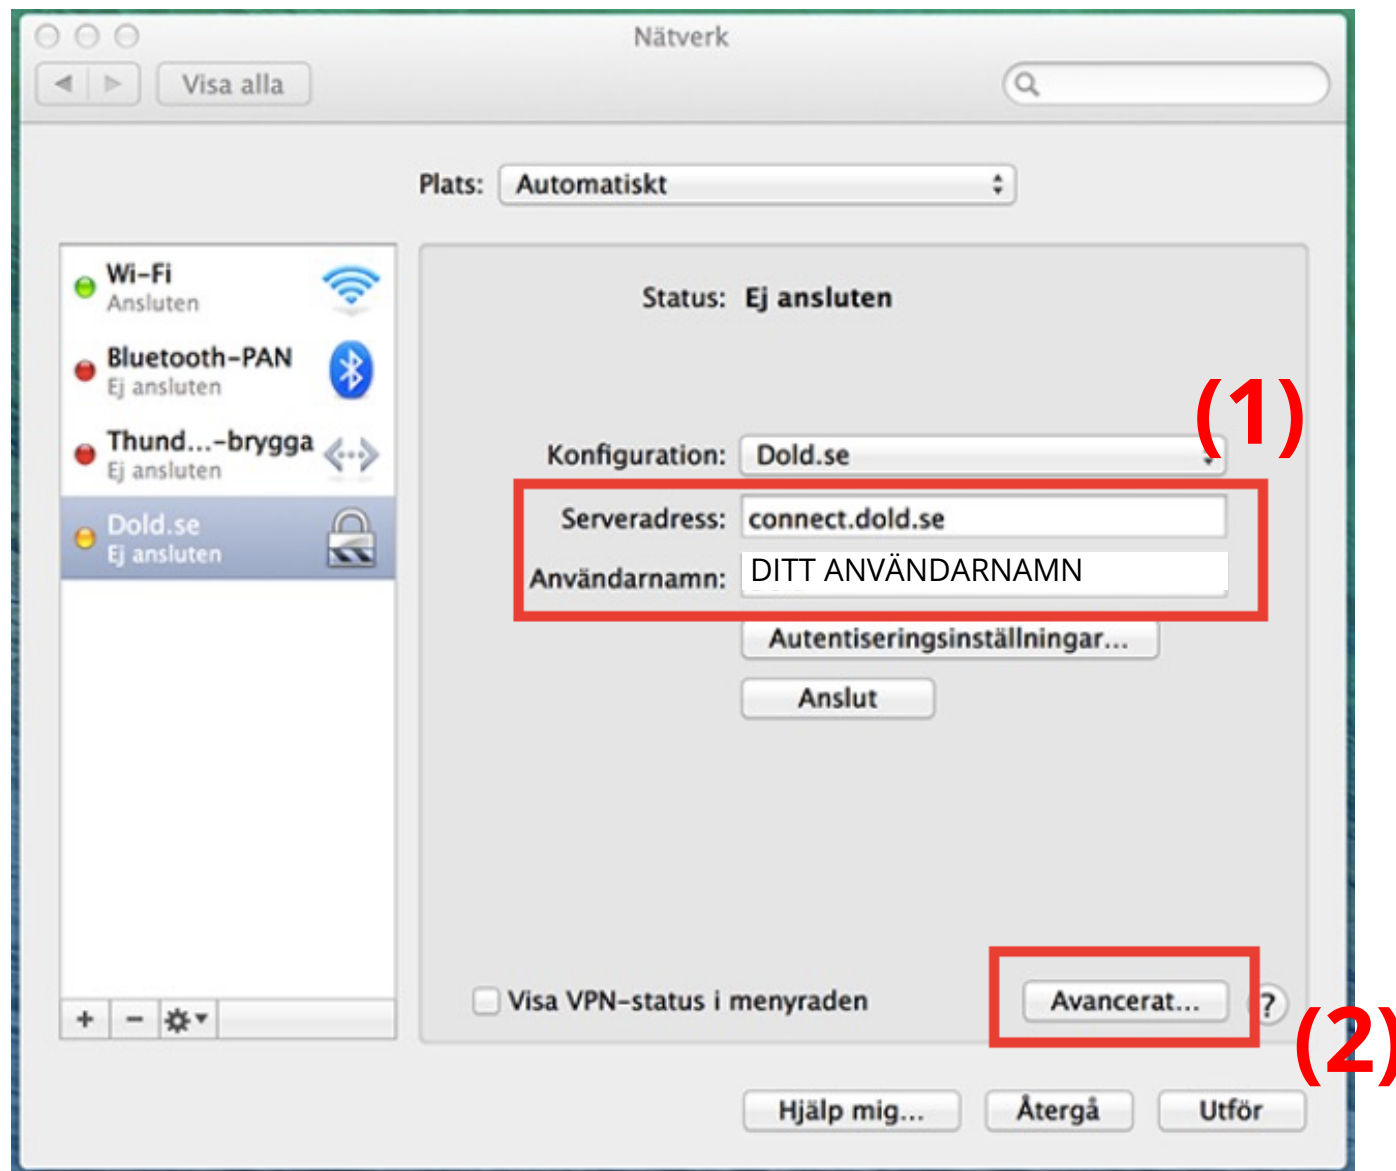 Nätverk
Visa alla
Plats: Automatiskt
Wi-Fi
Ansluten
Bluetooth-PAN
Ej ansluten
Thund...-brygga
Ej ansluten
Dold.se
Ej ansluten
Status: Ej ansluten
(1)
Konfiguration: Dold.se
Serveradress: connect.dold.se
Användarnamn: DITT ANVÄNDARNAMN
Autentiseringsinställningar...
Anslut
Visa VPN-status i menyraden
Avancerat...
?
(2)
+ -
Hjälp mig...
Återgå
Utför